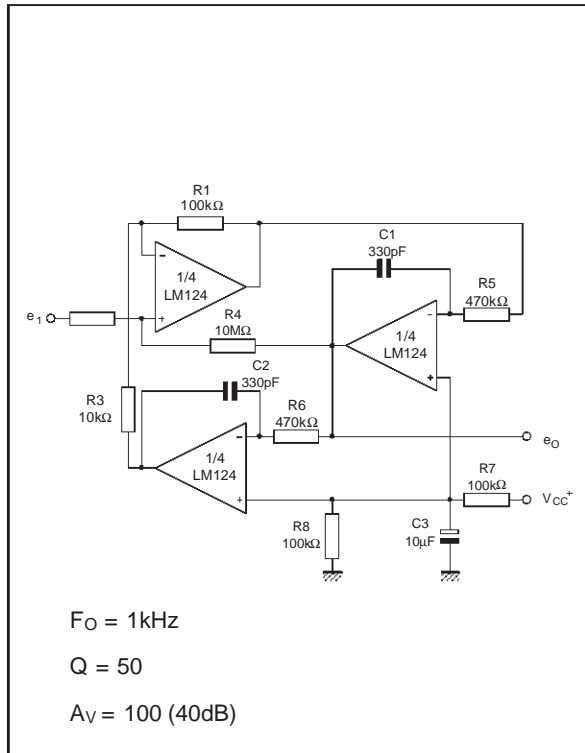 R1
100kΩ
C1
330pF
1/4
LM124
R5
470kΩ
e1
R4
10MΩ
1/4
LM124
C2
330pF
R3
10kΩ
R6
470kΩ
1/4
LM124
eO
R7
100kΩ
VCC+
R8
100kΩ
C3
10μF
FO = 1kHz
Q = 50
AV = 100 (40dB)